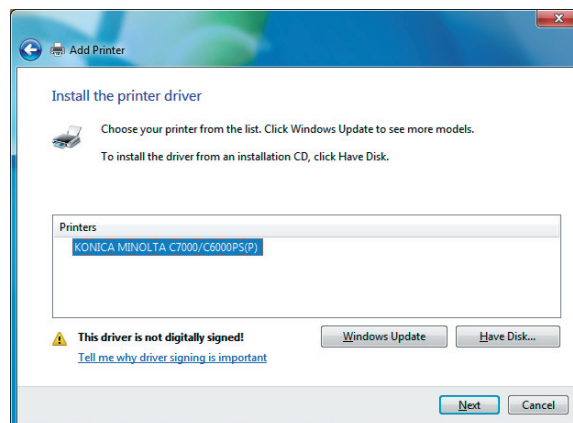 Add Printer
Install the printer driver
Choose your printer from the list. Click Windows Update to see more models.
To install the driver from an installation CD, click Have Disk.
Printers
KONICA MINOLTA C7000/C6000PS(P)
This driver is not digitally signed!
Tell me why driver signing is important
Windows Update
Have Disk...
Next
Cancel